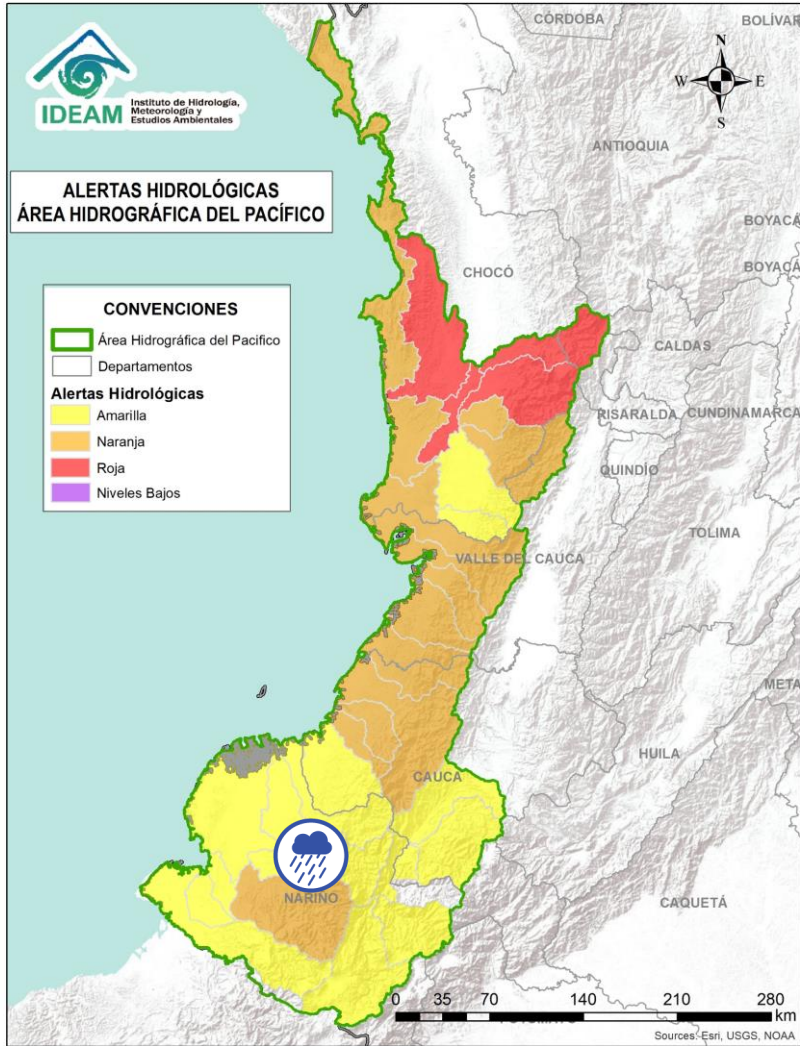 IDEAM
Instituto de Hidrología,
Meteorología y
Estudios Ambientales
ALERTAS HIDROLÓGICAS
ÁREA HIDROGRÁFICA DEL PACÍFICO
CONVENCIONES
Área Hidrográfica del Pacífico
Departamentos
Alertas Hidrológicas
Amarilla
Naranja
Roja
Niveles Bajos
CÓRDOBA
BOLÍVAR
N
W E
S
ANTIOQUIA
BOYACÁ
CHOCÓ
BOYACÁ
CALDAS
RISARALDA
CUNDINAMARCA
QUINDÍO
TOLIMA
VALLE DEL CAUCA
META
HUILA
CAUCA
NARIÑO
CAQUETÁ
0 35 70 140 210 280
km
Sources: Esri, USGS, NOAA